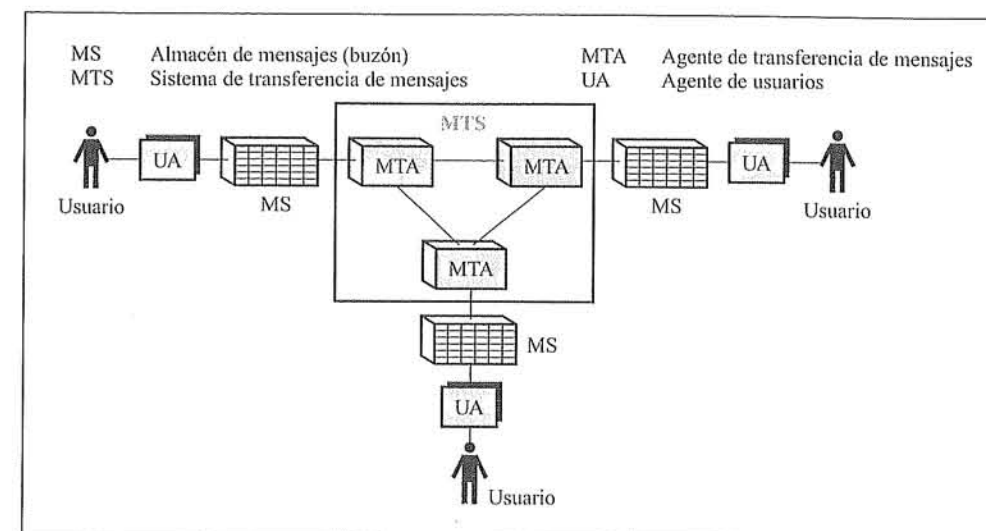 MS Almacén de mensajes (buzón) MTA Agente de transferencia de mensajes
MTS Sistema de transferencia de mensajes UA Agente de usuarios
MTS
UA MTA MTA UA
Usuario MS MS Usuario
MTA
MS
UA
Usuario